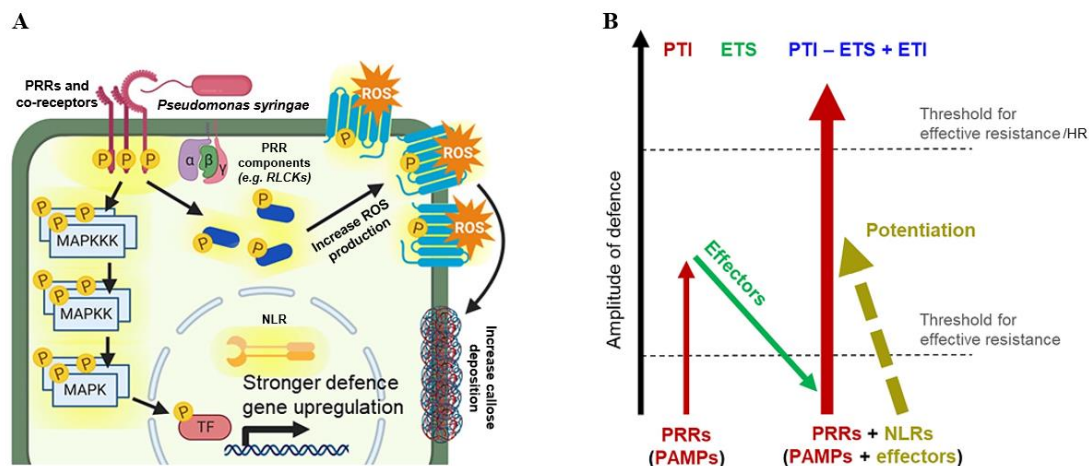 A
PRRs and
co-receptors
Pseudomonas syringae
ROS
P
P
P
P
α
β
γ
PRR
components
(e.g. RLCKs)
P
ROS
P
P
P
P
P
MAPKKK
Increase ROS
production
P
ROS
P
P
MAPKK
NLR
P
P
MAPK
Stronger defence
gene upregulation
Increase callose
deposition
P
TF
B
PTI
ETS
PTI – ETS + ETI
Amplitude of defence
Threshold for
effective resistance/HR
Potentiation
Effectors
Threshold for
effective resistance
PRRs
(PAMPs)
PRRs + NLRs
(PAMPs + effectors)